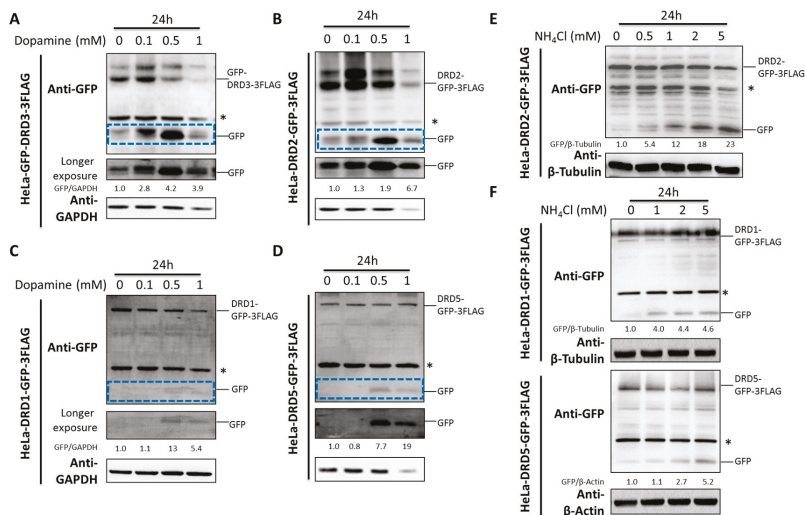 A
24h
Dopamine (mM)
0 0.1 0.5 1
HeLa-GFP-DRD3-3FLAG
Anti-GFP
GFP-
DRD3-3FLAG
*
GFP
Longer
exposure
GFP
GFP/GAPDH 1.0 2.8 4.2 3.9
Anti-
GAPDH
B
24h
0 0.1 0.5 1
HeLa-DRD2-GFP-3FLAG
DRD2-
GFP-3FLAG
*
GFP
GFP
1.0 1.3 1.9 6.7
C
24h
Dopamine (mM)
0 0.1 0.5 1
HeLa-DRD1-GFP-3FLAG
Anti-GFP
DRD1-
GFP-3FLAG
*
GFP
Longer
exposure
GFP
GFP/GAPDH 1.0 1.1 13 5.4
Anti-
GAPDH
D
24h
0 0.1 0.5 1
HeLa-DRD5-GFP-3FLAG
DRD5-
GFP-3FLAG
*
GFP
GFP
1.0 0.8 7.7 19
E
24h
NH₄Cl (mM) 0 0.5 1 2 5
HeLa-DRD2-GFP-3FLAG
Anti-GFP
DRD2-
GFP-3FLAG
*
GFP
GFP/β-Tubulin 1.0 5.4 12 18 23
Anti-
β-Tubulin
F
24h
NH₄Cl (mM) 0 1 2 5
HeLa-DRD1-GFP-3FLAG
Anti-GFP
DRD1-
GFP-3FLAG
*
GFP
GFP/β-Tubulin 1.0 4.0 4.4 4.6
Anti-
β-Tubulin
HeLa-DRD5-GFP-3FLAG
Anti-GFP
DRD5-
GFP-3FLAG
*
GFP
GFP/β-Actin 1.0 1.1 2.7 5.2
Anti-
β-Actin